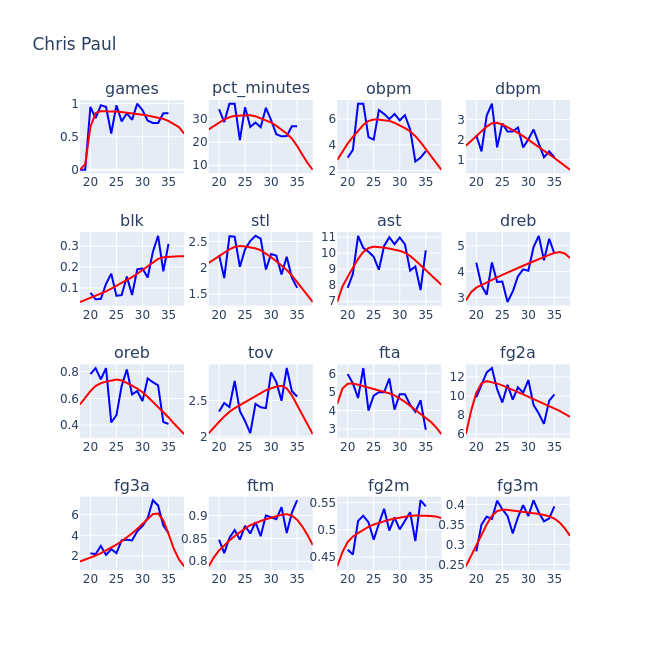 Chris Paul
games pct_minutes obpm dbpm
1 0.5 0 20 25 30 35
30 20 10 20 25 30 35
6 4 2 20 25 30 35
3 2 1 20 25 30 35
blk stl ast dreb
0.3 0.2 0.1 20 25 30 35
2.5 2 1.5 20 25 30 35
11 10 9 8 7 20 25 30 35
5 4 3 20 25 30 35
oreb tov fta fg2a
0.8 0.6 0.4 20 25 30 35
2.5 2 20 25 30 35
6 5 4 3 20 25 30 35
12 10 8 6 20 25 30 35
fg3a ftm fg2m fg3m
6 4 2 20 25 30 35
0.9 0.85 0.8 20 25 30 35
0.55 0.5 0.45 20 25 30 35
0.4 0.35 0.3 0.25 20 25 30 35